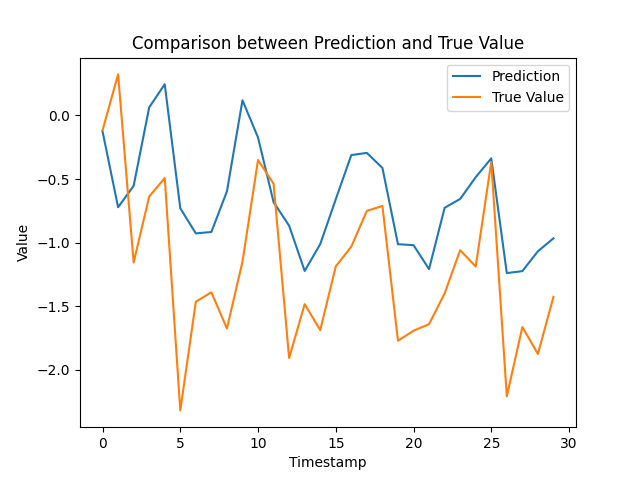 Comparison between Prediction and True Value
Prediction
True Value
0.0
−0.5
−1.0
−1.5
−2.0
Value
0 5 10 15 20 25 30
Timestamp